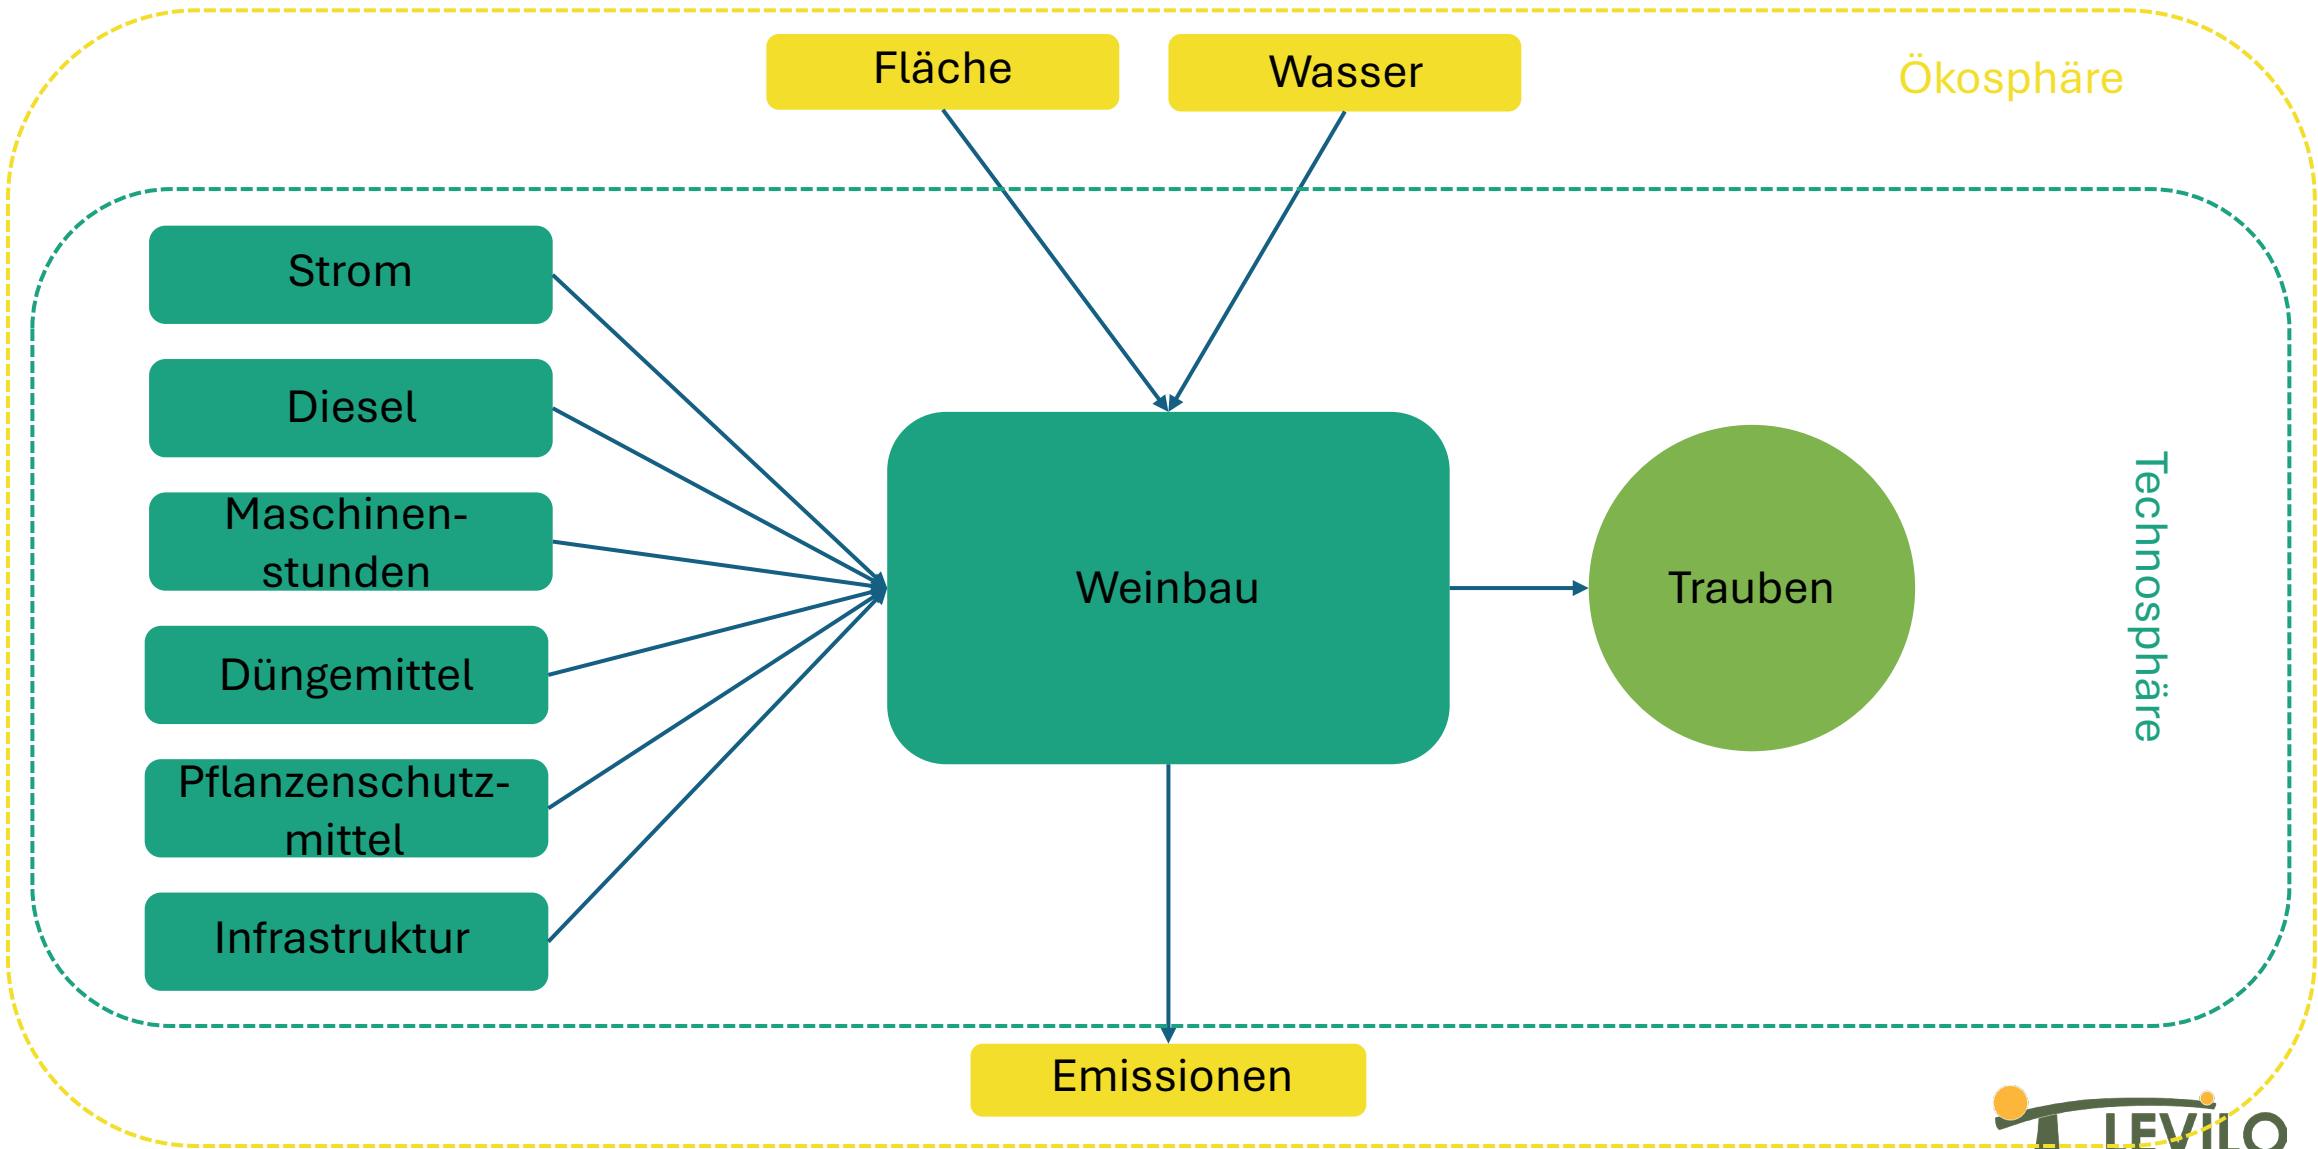 Fläche
Wasser
Ökosphäre
Strom
Diesel
Maschinen-
stunden
Düngemittel
Pflanzenschutz-
mittel
Infrastruktur
Weinbau
Trauben
Technosphäre
Emissionen
LEVILO